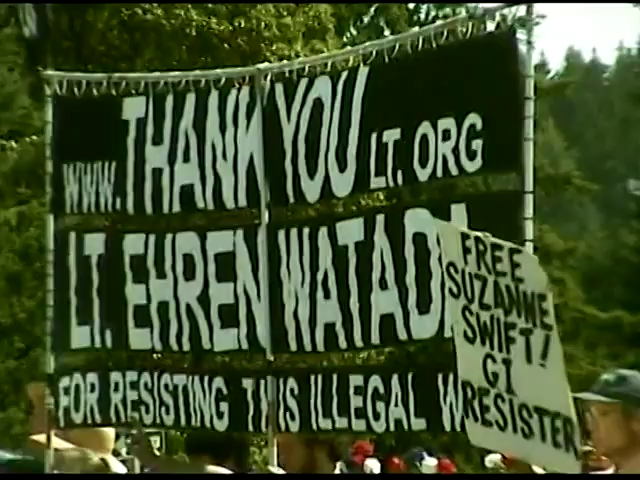 www.THANK YOU LT. ORG
LT. EHREN WATADA
FOR RESISTING THIS ILLEGAL W
FREE
SUZANNE
SWIFT!
GI
RESISTER